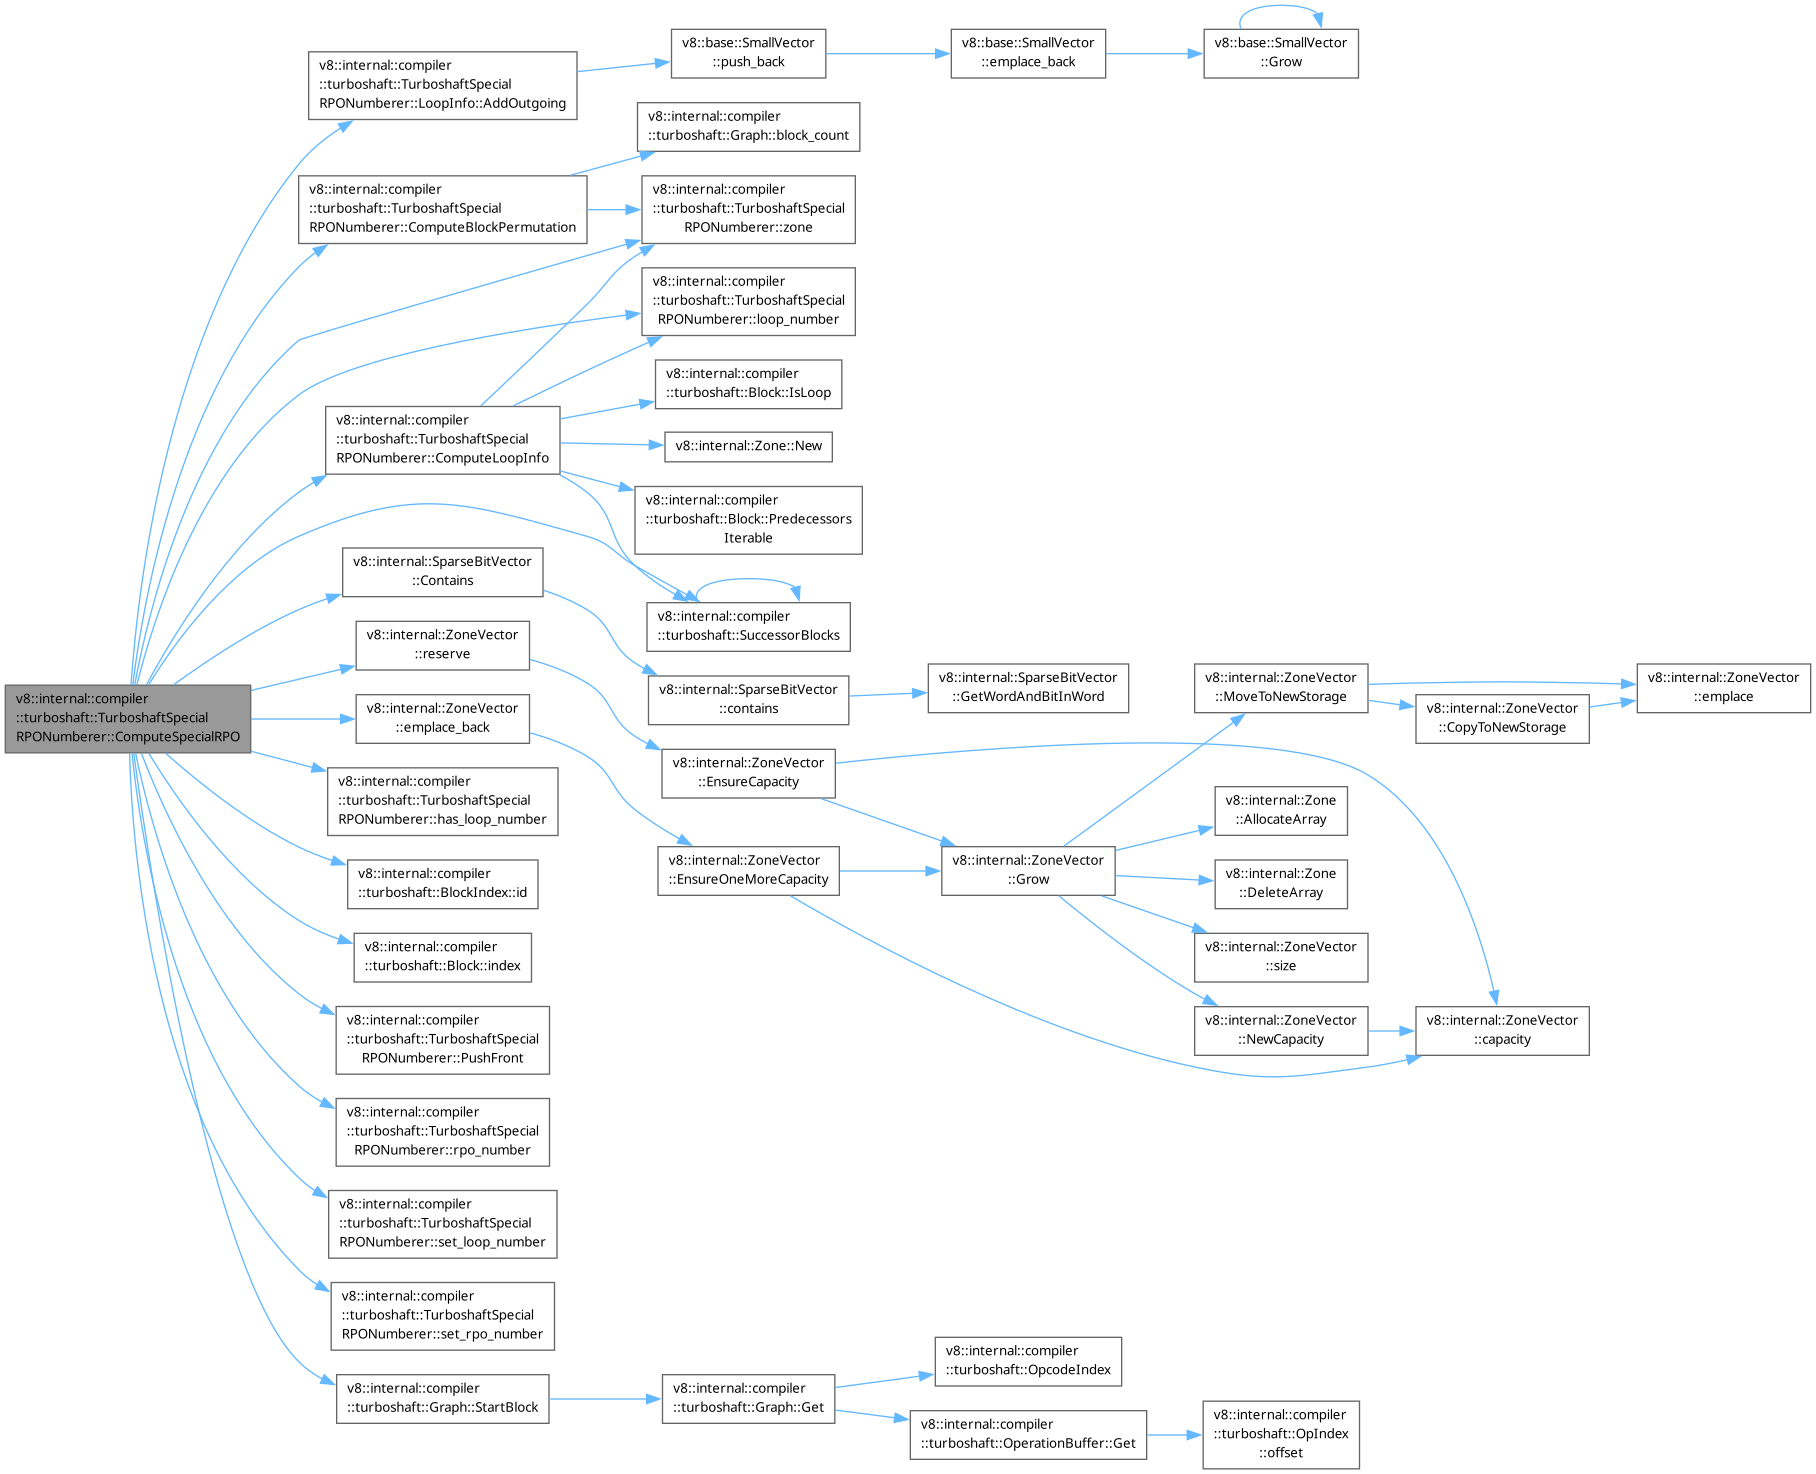 v8::internal::compiler
::turboshaft::TurboshaftSpecial
RPONumberer::ComputeSpecialRPO
v8::internal::compiler
::turboshaft::TurboshaftSpecial
RPONumberer::LoopInfo::AddOutgoing
v8::base::SmallVector
::push_back
v8::base::SmallVector
::emplace_back
v8::base::SmallVector
::Grow
v8::internal::compiler
::turboshaft::TurboshaftSpecial
RPONumberer::ComputeBlockPermutation
v8::internal::compiler
::turboshaft::Graph::block_count
v8::internal::compiler
::turboshaft::TurboshaftSpecial
RPONumberer::zone
v8::internal::compiler
::turboshaft::TurboshaftSpecial
RPONumberer::loop_number
v8::internal::compiler
::turboshaft::TurboshaftSpecial
RPONumberer::ComputeLoopInfo
v8::internal::compiler
::turboshaft::Block::IsLoop
v8::internal::Zone::New
v8::internal::compiler
::turboshaft::Block::Predecessors
Iterable
v8::internal::compiler
::turboshaft::SuccessorBlocks
v8::internal::SparseBitVector
::Contains
v8::internal::SparseBitVector
::contains
v8::internal::SparseBitVector
::GetWordAndBitInWord
v8::internal::ZoneVector
::reserve
v8::internal::ZoneVector
::EnsureCapacity
v8::internal::ZoneVector
::emplace_back
v8::internal::ZoneVector
::EnsureOneMoreCapacity
v8::internal::ZoneVector
::Grow
v8::internal::ZoneVector
::MoveToNewStorage
v8::internal::ZoneVector
::CopyToNewStorage
v8::internal::ZoneVector
::emplace
v8::internal::Zone
::AllocateArray
v8::internal::Zone
::DeleteArray
v8::internal::ZoneVector
::size
v8::internal::ZoneVector
::NewCapacity
v8::internal::ZoneVector
::capacity
v8::internal::compiler
::turboshaft::TurboshaftSpecial
RPONumberer::has_loop_number
v8::internal::compiler
::turboshaft::BlockIndex::id
v8::internal::compiler
::turboshaft::Block::index
v8::internal::compiler
::turboshaft::TurboshaftSpecial
RPONumberer::PushFront
v8::internal::compiler
::turboshaft::TurboshaftSpecial
RPONumberer::rpo_number
v8::internal::compiler
::turboshaft::TurboshaftSpecial
RPONumberer::set_loop_number
v8::internal::compiler
::turboshaft::TurboshaftSpecial
RPONumberer::set_rpo_number
v8::internal::compiler
::turboshaft::Graph::StartBlock
v8::internal::compiler
::turboshaft::Graph::Get
v8::internal::compiler
::turboshaft::OpcodeIndex
v8::internal::compiler
::turboshaft::OperationBuffer::Get
v8::internal::compiler
::turboshaft::OpIndex
::offset